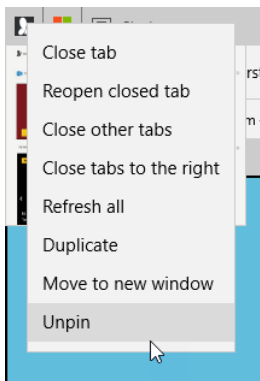 Close tab
Reopen closed tab
Close other tabs
Close tabs to the right
Refresh all
Duplicate
Move to new window
Unpin